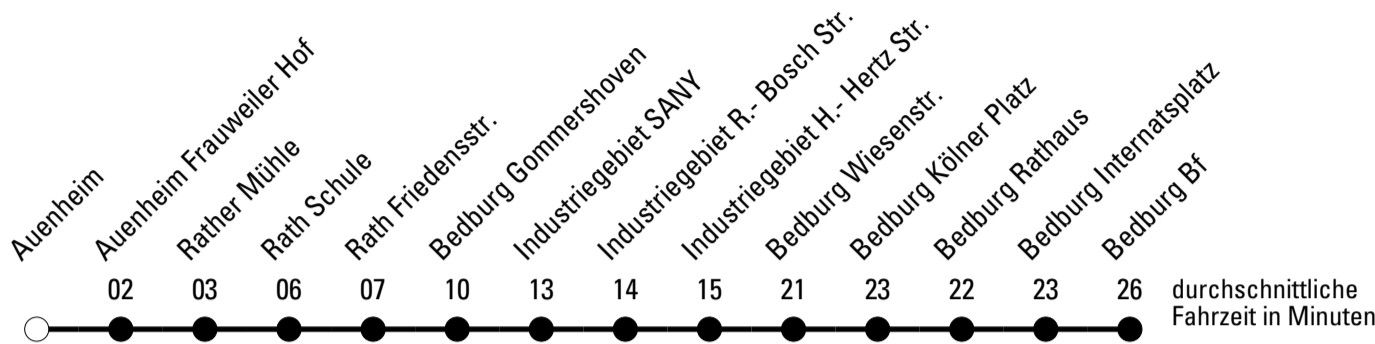 Auenheim
Auenheim Frauweiler Hof
Rather Mühle
Rath Schule
Rath Friedensstr.
Bedburg Gommershoven
Industriegebiet SANY
Industriegebiet R.- Bosch Str.
Industriegebiet H.- Hertz Str.
Bedburg Wiesenstr.
Bedburg Kölner Platz
Bedburg Rathaus
Bedburg Internatsplatz
Bedburg Bf
02 03 06 07 10 13 14 15 21 23 22 23 26
durchschnittliche
Fahrzeit in Minuten